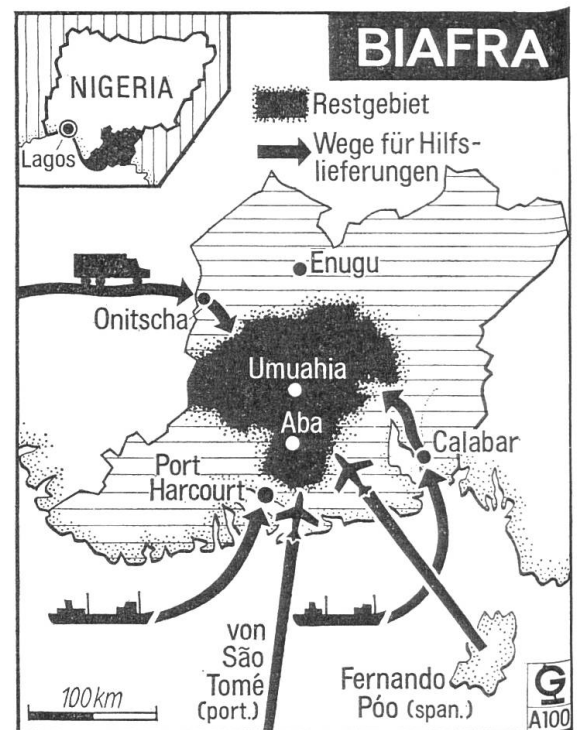 BIAFRA
NIGERIA
Lagos
Restgebiet
Wege für Hilfs-
lieferungen
Enugu
Onitscha
Umuahia
Aba
Calabar
Port
Harcourt
von
São
Tomé
(port.)
Fernando
Póo (span.)
100 km
G
A100